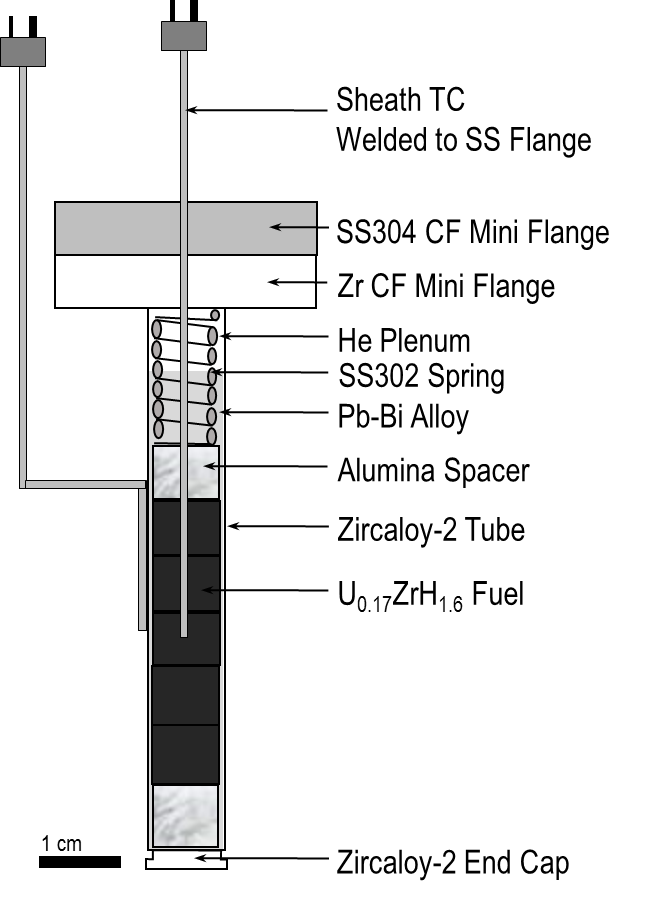 Sheath TC
Welded to SS Flange
SS304 CF Mini Flange
Zr CF Mini Flange
He Plenum
SS302 Spring
Pb-Bi Alloy
Alumina Spacer
Zircaloy-2 Tube
U0.17ZrH1.6 Fuel
1 cm
Zircaloy-2 End Cap